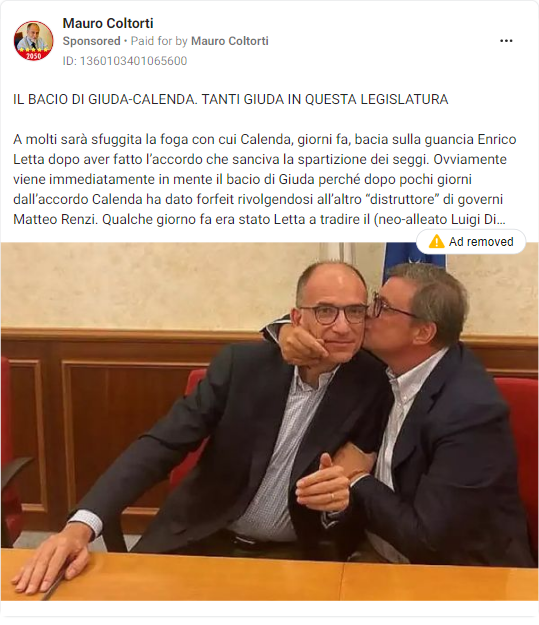 Mauro Coltorti
Sponsored • Paid for by Mauro Coltorti
ID: 1360103401065600
2050
IL BACIO DI GIUDA-CALENDA. TANTI GIUDA IN QUESTA LEGISLATURA
A molti sarà sfuggita la foga con cui Calenda, giorni fa, bacia sulla guancia Enrico
Letta dopo aver fatto l’accordo che sanciva la spartizione dei seggi. Ovviamente
viene immediatamente in mente il bacio di Giuda perché dopo pochi giorni
dall’accordo Calenda ha dato forfeit rivolgendosi all’altro “distruttore” di governi
Matteo Renzi. Qualche giorno fa era stato Letta a tradire il (neo-alleato Luigi Di...
Ad removed